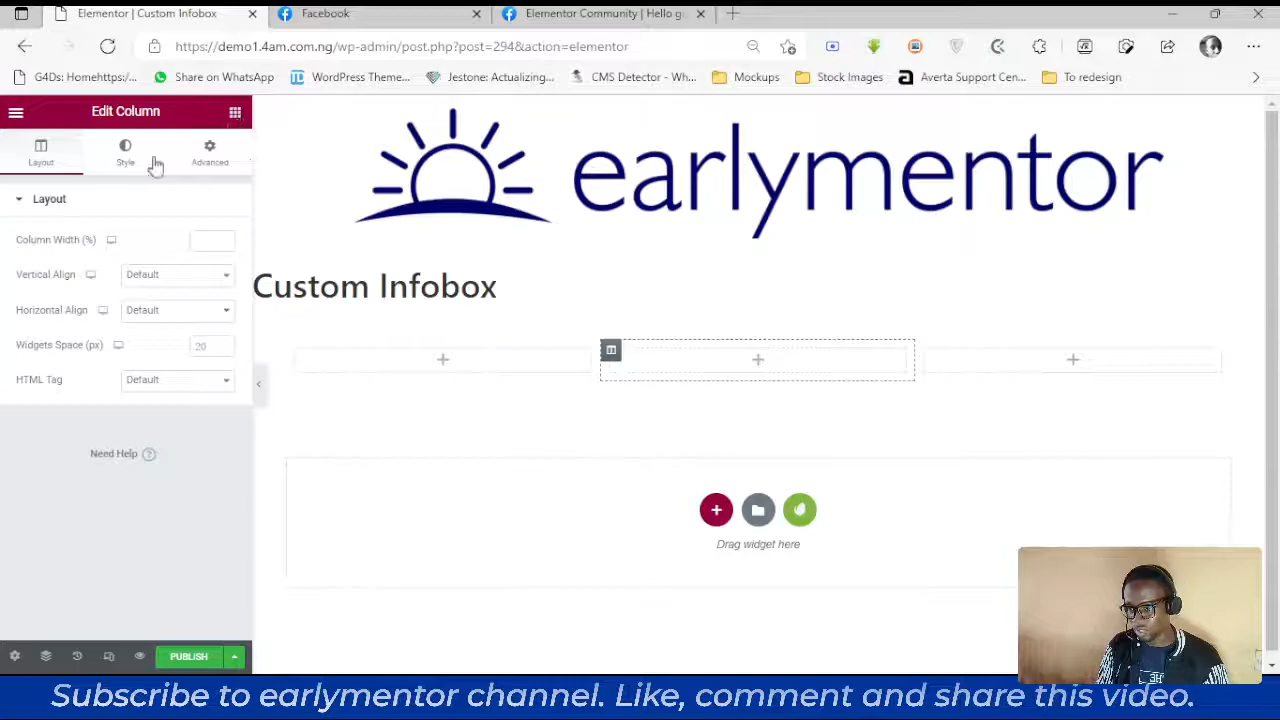 Elementor | Custom Infobox
Facebook
Elementor Community | Hello g
https://demo1.4am.com.ng/wp-admin/post.php?post=294&action=elementor
G4Ds: Homehttps:/...
Share on WhatsApp
WordPress Theme...
Jestone: Actualizing...
CMS Detector - Wh...
Mockups
Stock Images
Averta Support Cen...
To redesign
Edit Column
Layout
Style
Advanced
Layout
Column Width (%)
Vertical Align
Default
Horizontal Align
Default
Widgets Space (px)
20
HTML Tag
Default
Need Help
PUBLISH
earlymentor
Custom Infobox
Drag widget here
Subscribe to earlymentor channel. Like, comment and share this video.